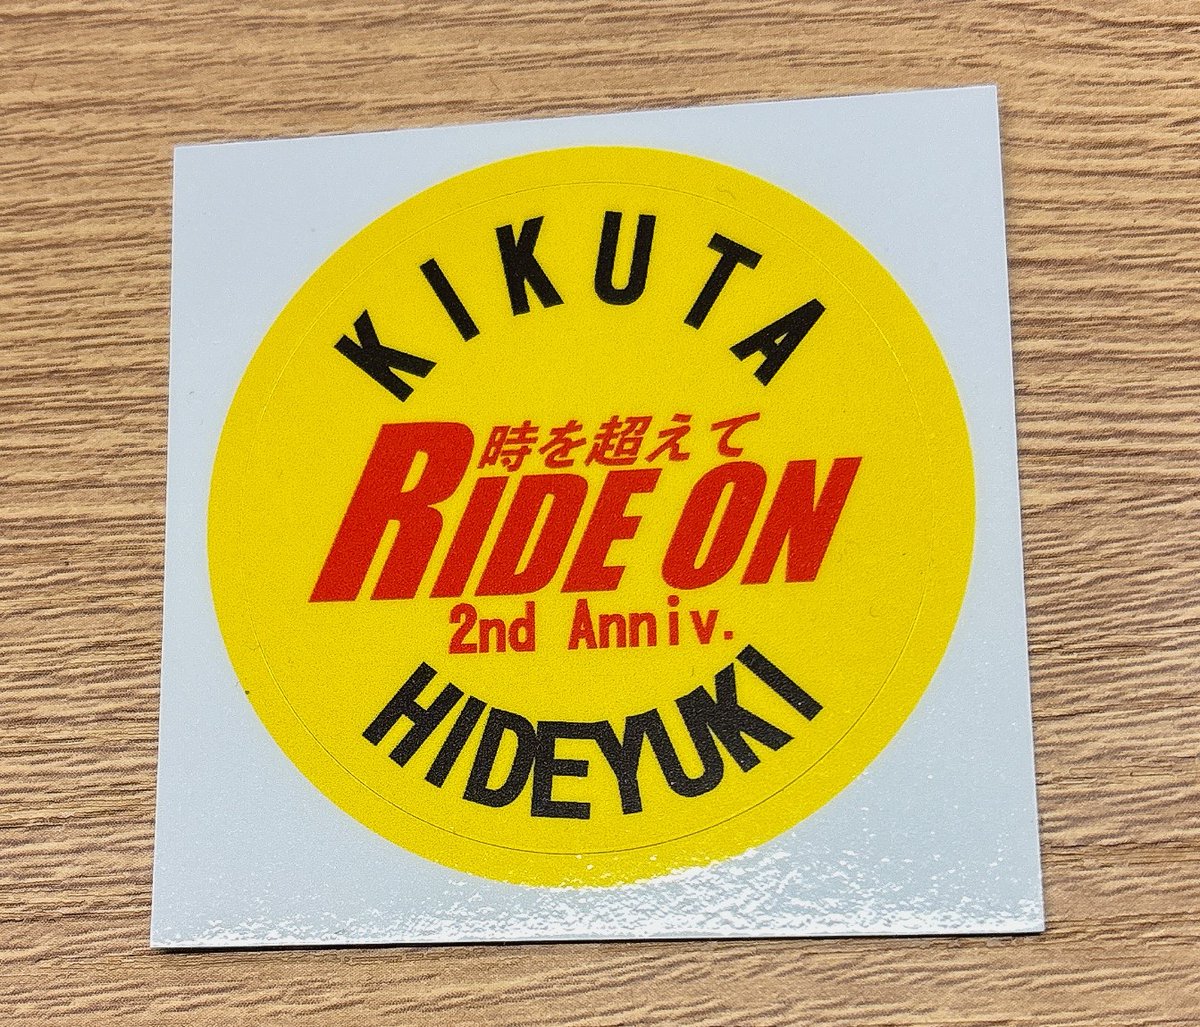 KIKUTA
時を超えて
RIDE ON
2nd Anniv.
HIDEYUKI